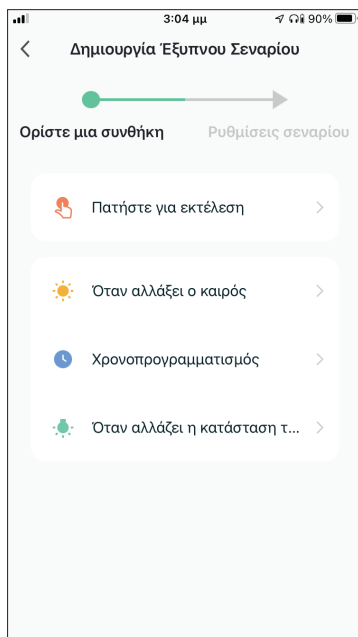 3:04 μμ 90%
Δημιουργία Έξυπνου Σεναρίου
Ορίστε μια συνθήκη Ρυθμίσεις σεναρίου
Πατήστε για εκτέλεση
Όταν αλλάξει ο καιρός
Χρονοπρογραμματισμός
Όταν αλλάζει η κατάσταση τ...